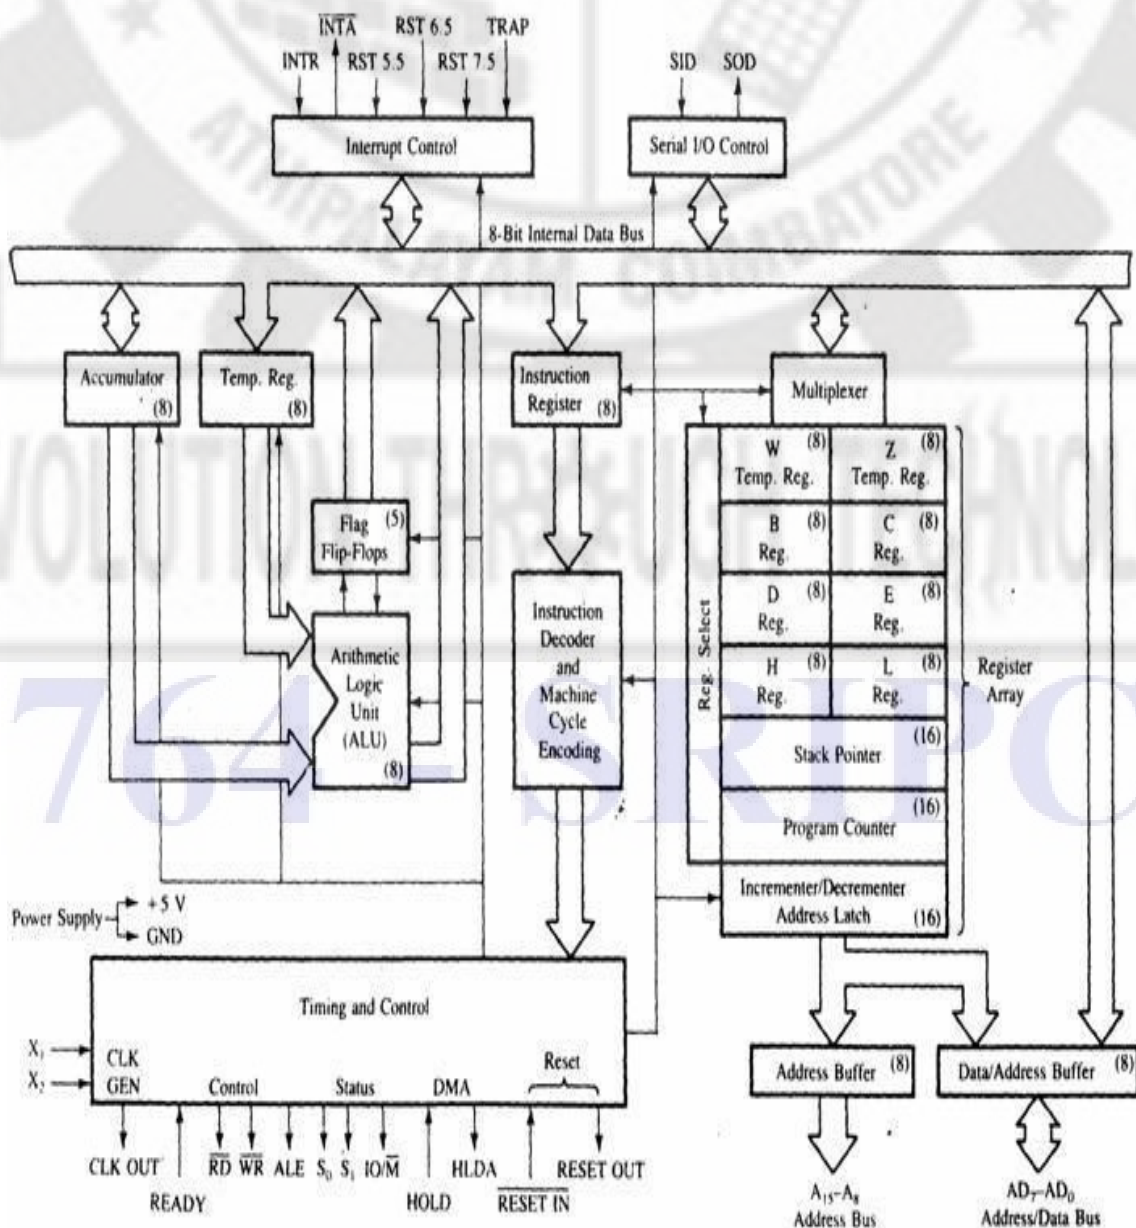 INTA RST 6.5 TRAP
INTR RST 5.5 RST 7.5
SID SOD
Interrupt Control
Serial I/O Control
ATHIPALAYAM COIMBATORE
8-Bit Internal Data Bus
Accumulator
(8)
Temp. Reg.
(8)
Instruction
Register (8)
Multiplexer
W (8)
Temp. Reg.
Z (8)
Temp. Reg.
B (8)
Reg.
C (8)
Reg.
D (8)
Reg.
E (8)
Reg.
H (8)
Reg.
L (8)
Reg.
Reg. Select
Register
Array
(16)
Stack Pointer
(16)
Program Counter
Incrementer/Decrementer
Address Latch
(16)
Flag (5)
Flip-Flops
Arithmetic
Logic
Unit
(ALU)
(8)
Instruction
Decoder
and
Machine
Cycle
Encoding
764 - SRIPC
Power Supply
+5 V
GND
Timing and Control
X₁
X₂
CLK
GEN
Control
Status
DMA
Reset
CLK OUT
READY
RD WR ALE S₀ S₁ IO/M
HOLD
HLDA
RESET IN
RESET OUT
Address Buffer (8)
Data/Address Buffer (8)
A₁₅-A₈
Address Bus
AD₇-AD₀
Address/Data Bus